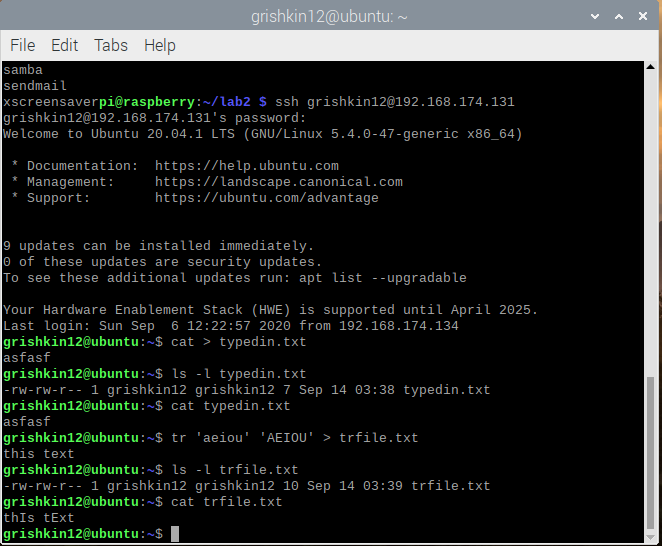 grishkin12@ubuntu: ~
File Edit Tabs Help
samba
sendmail
xscreensaverpi@raspberry:~/lab2 $ ssh grishkin12@192.168.174.131
grishkin12@192.168.174.131's password:
Welcome to Ubuntu 20.04.1 LTS (GNU/Linux 5.4.0-47-generic x86_64)
* Documentation:  https://help.ubuntu.com
* Management:     https://landscape.canonical.com
* Support:        https://ubuntu.com/advantage
9 updates can be installed immediately.
0 of these updates are security updates.
To see these additional updates run: apt list --upgradable
Your Hardware Enablement Stack (HWE) is supported until April 2025.
Last login: Sun Sep  6 12:22:57 2020 from 192.168.174.134
grishkin12@ubuntu:~$ cat > typedin.txt
asfasf
grishkin12@ubuntu:~$ ls -l typedin.txt
-rw-rw-r-- 1 grishkin12 grishkin12 7 Sep 14 03:38 typedin.txt
grishkin12@ubuntu:~$ cat typedin.txt
asfasf
grishkin12@ubuntu:~$ tr 'aeiou' 'AEIOU' > trfile.txt
this text
grishkin12@ubuntu:~$ ls -l trfile.txt
-rw-rw-r-- 1 grishkin12 grishkin12 10 Sep 14 03:39 trfile.txt
grishkin12@ubuntu:~$ cat trfile.txt
thIs tExt
grishkin12@ubuntu:~$